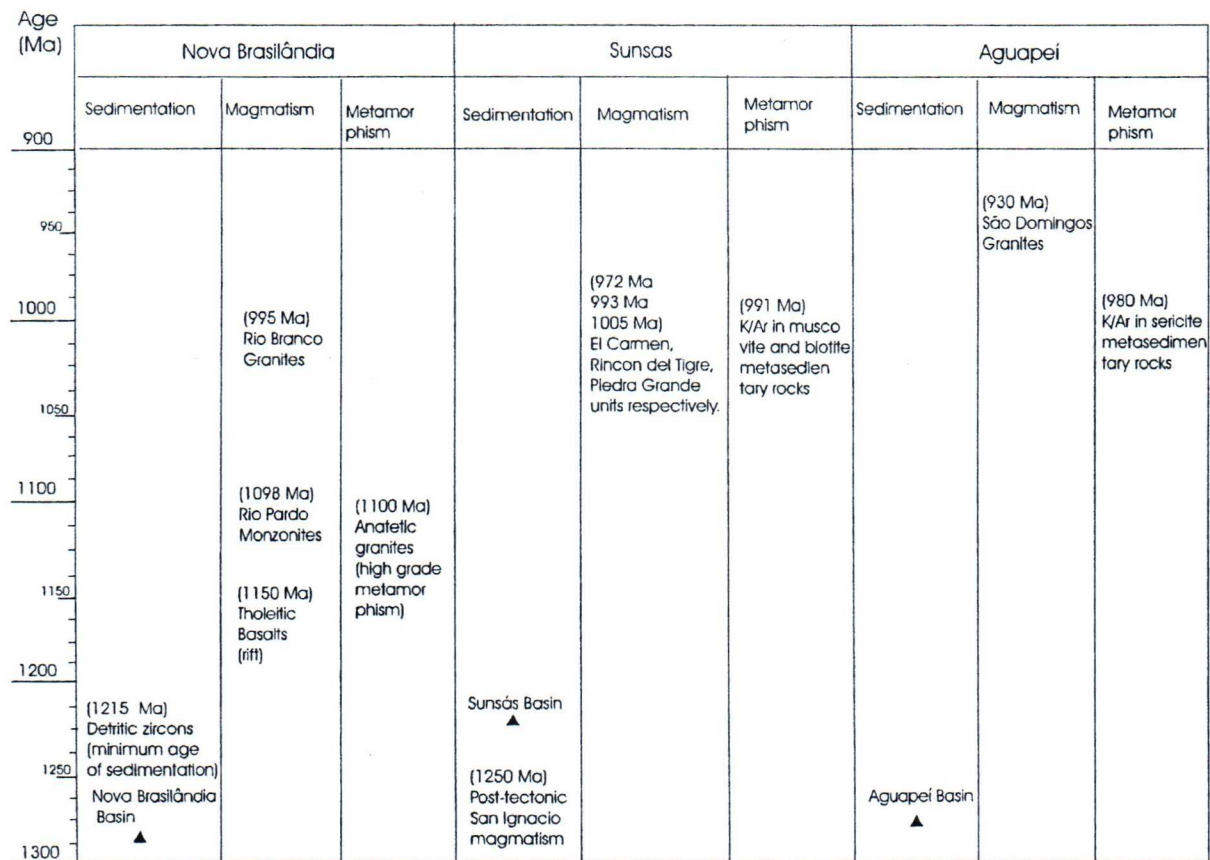 Age
(Ma)
Nova Brasilândia
Sunsas
Aguapeí
Sedimentation
Magmatism
Metamor
phism
Sedimentation
Magmatism
Metamor
phism
Sedimentation
Magmatism
Metamor
phism
900
950
1000
1050
1100
1150
1200
1250
1300
(1215 Ma)
Detritic zircons
(minimum age
of sedimentation)
Nova Brasilândia
Basin
(995 Ma)
Rio Branco
Granites
(1098 Ma)
Rio Pardo
Monzonites
(1150 Ma)
Tholeitic
Basalts
(rift)
(1100 Ma)
Anatetic
granites
(high grade
metamor
phism)
Sunsás Basin
(1250 Ma)
Post-tectonic
San Ignacio
magmatism
(972 Ma
993 Ma
1005 Ma)
El Carmen,
Rincon del Tigre,
Piedra Grande
units respectively.
(991 Ma)
K/Ar in musco
vite and biotite
metasedien
tary rocks
Aguapeí Basin
(930 Ma)
São Domingos
Granites
(980 Ma)
K/Ar in sericite
metasedimen
tary rocks